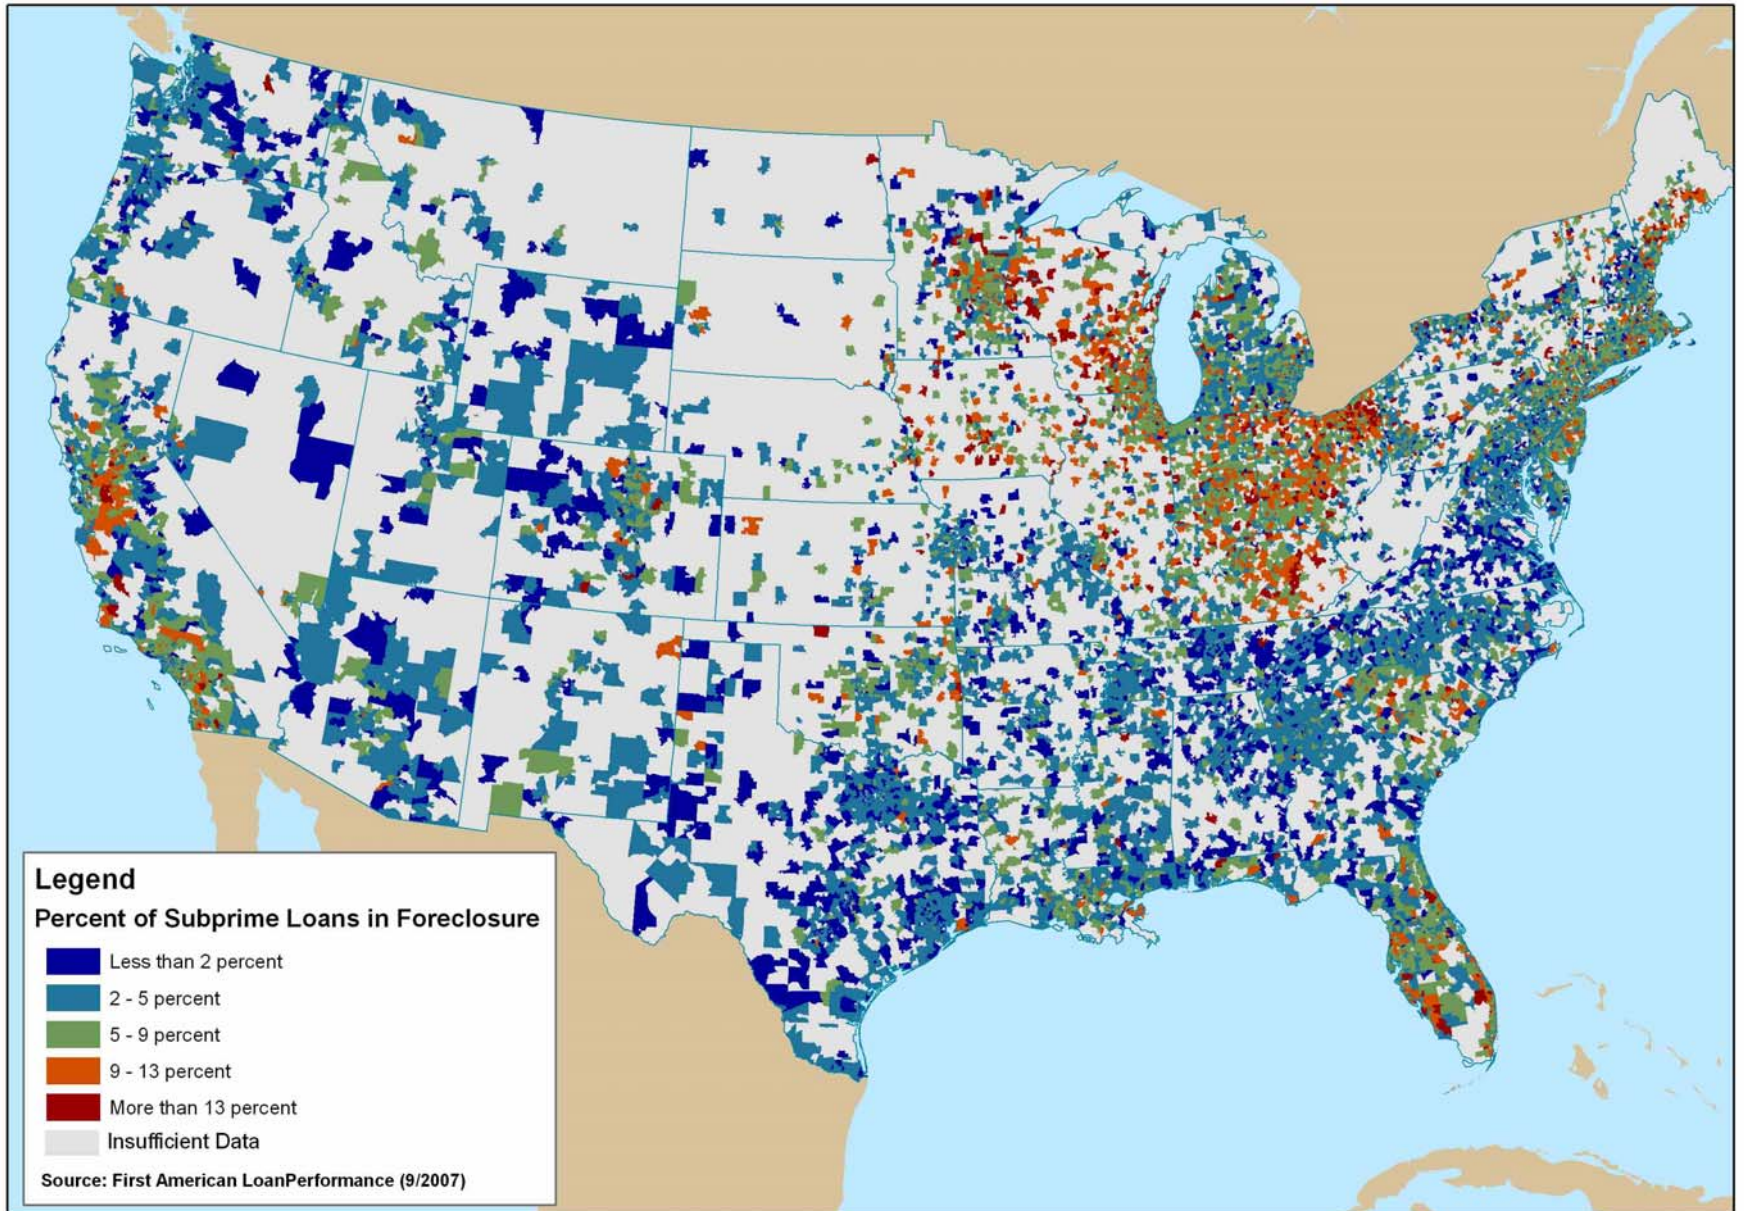 Legend
Percent of Subprime Loans in Foreclosure
Less than 2 percent
2 - 5 percent
5 - 9 percent
9 - 13 percent
More than 13 percent
Insufficient Data
Source: First American LoanPerformance (9/2007)